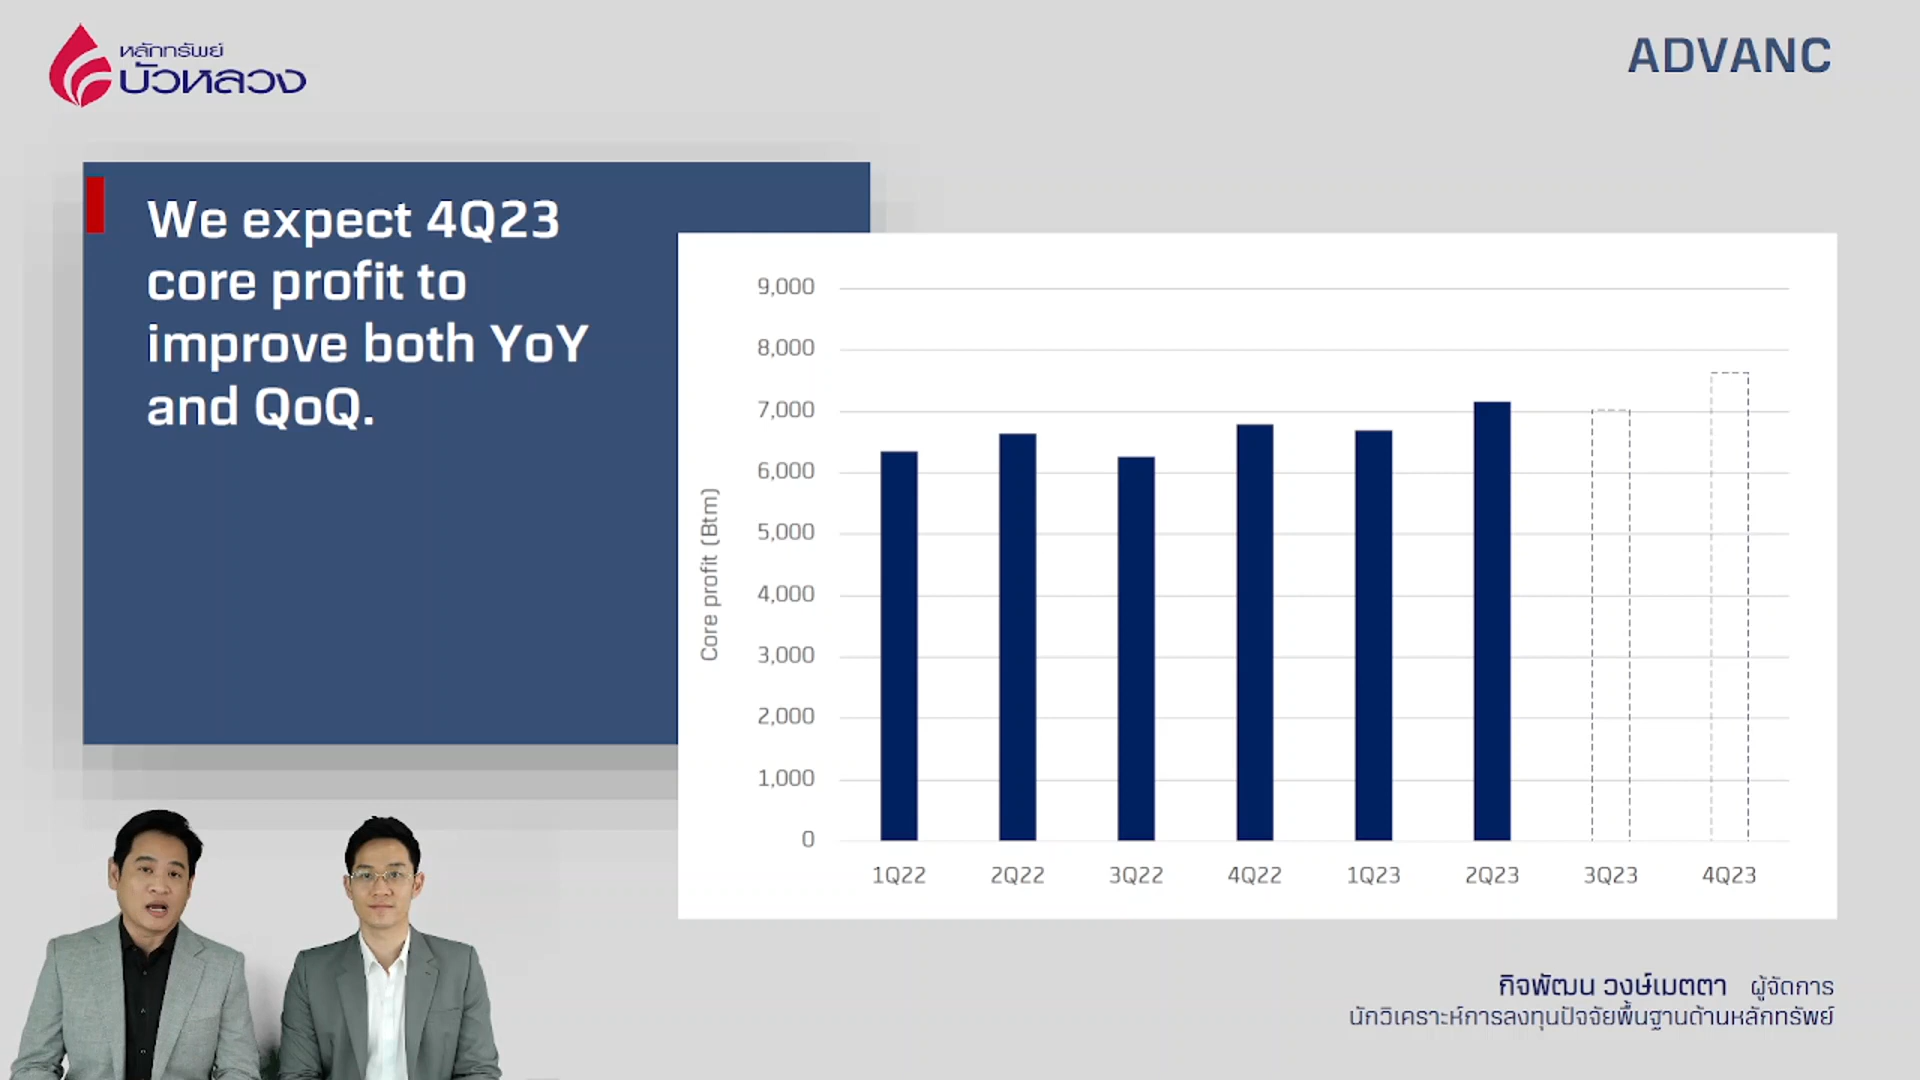 หลักทรัพย์
บัวหลวง
ADVANC
We expect 4Q23
core profit to
improve both YoY
and QoQ.
9,000
8,000
7,000
6,000
5,000
4,000
3,000
2,000
1,000
0
Core profit (Btm)
1Q22 2Q22 3Q22 4Q22 1Q23 2Q23 3Q23 4Q23
กิจพัฒน วงษ์เมตตา ผู้จัดการ
นักวิเคราะห์การลงทุนปัจจัยพื้นฐานด้านหลักทรัพย์